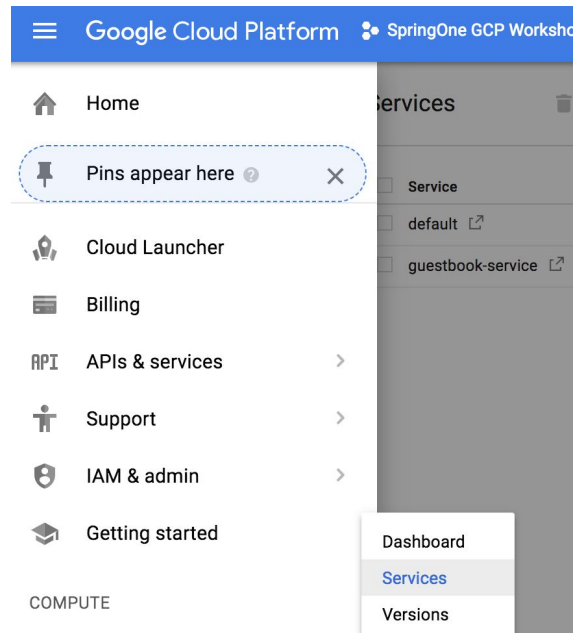 Google Cloud Platform SpringOne GCP Worksho
Home
Services
Pins appear here
Service
default
Cloud Launcher
guestbook-service
Billing
API APIs & services
Support
IAM & admin
Getting started
Dashboard
Services
COMPUTE
Versions